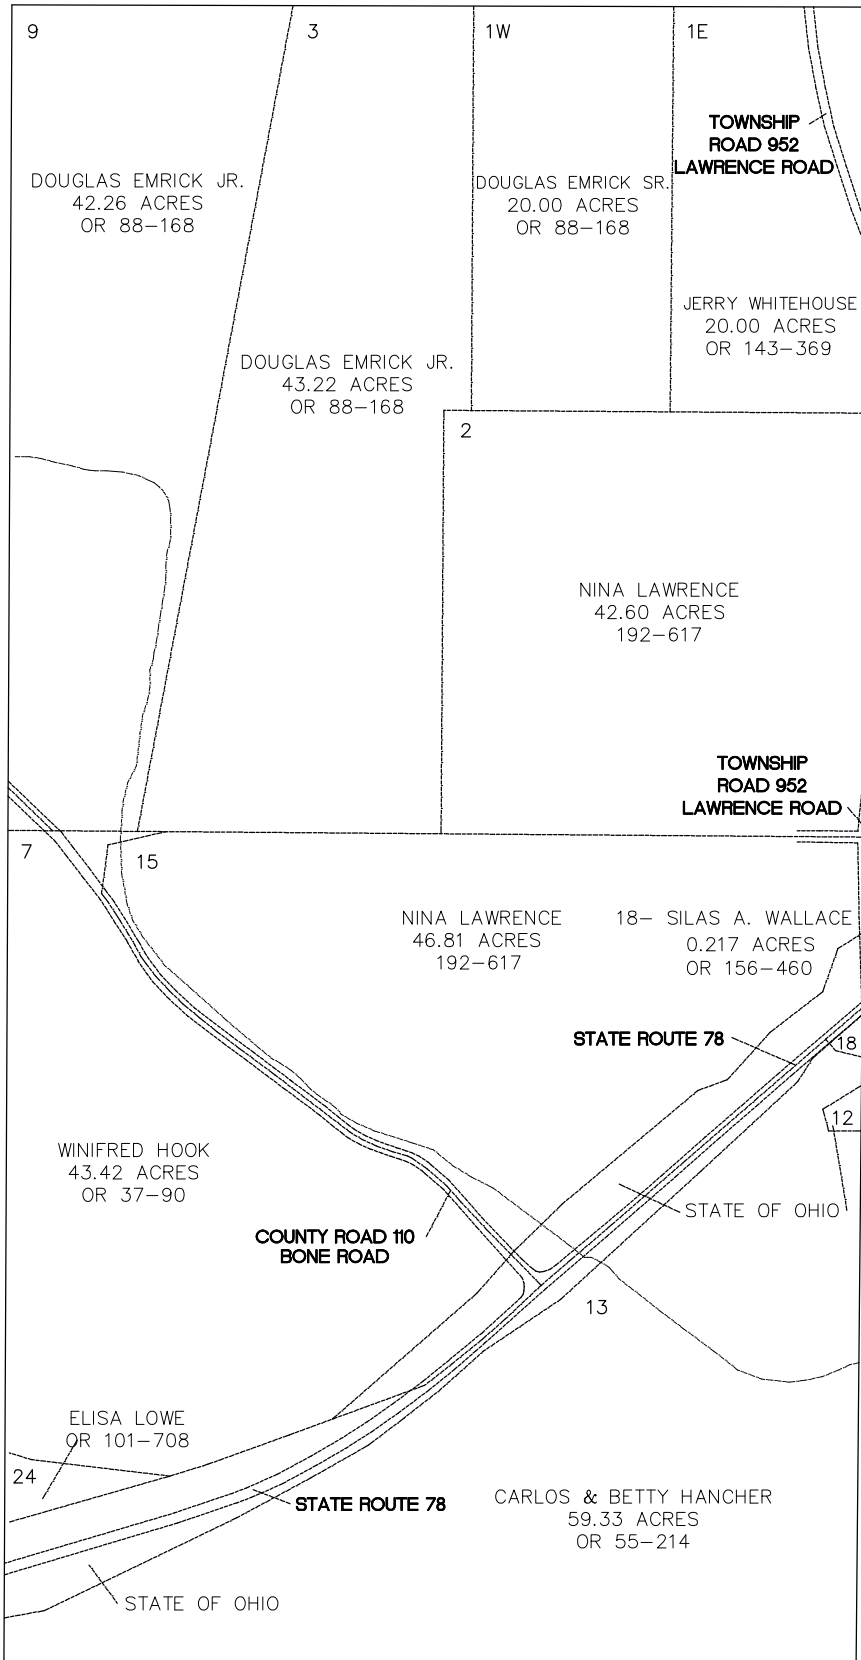 9
3
1W
1E
TOWNSHIP
ROAD 952
LAWRENCE ROAD
DOUGLAS EMRICK JR.
42.26 ACRES
OR 88-168
DOUGLAS EMRICK SR.
20.00 ACRES
OR 88-168
JERRY WHITEHOUSE
20.00 ACRES
OR 143-369
DOUGLAS EMRICK JR.
43.22 ACRES
OR 88-168
2
NINA LAWRENCE
42.60 ACRES
192-617
TOWNSHIP
ROAD 952
LAWRENCE ROAD
7
15
NINA LAWRENCE
46.81 ACRES
192-617
18- SILAS A. WALLACE
0.217 ACRES
OR 156-460
STATE ROUTE 78
18
12
WINIFRED HOOK
43.42 ACRES
OR 37-90
STATE OF OHIO
COUNTY ROAD 110
BONE ROAD
13
ELISA LOWE
OR 101-708
24
STATE ROUTE 78
CARLOS & BETTY HANCHER
59.33 ACRES
OR 55-214
STATE OF OHIO